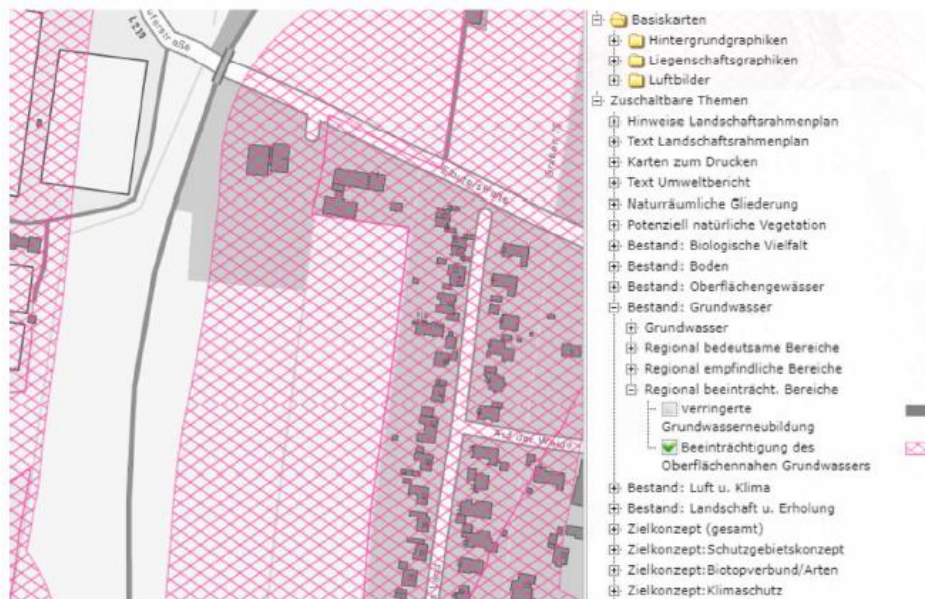 L239
Basiskarten
Hintergrundgraphiken
Liegenschaftsgraphiken
Luftbilder
Zuschaltbare Themen
Hinweise Landschaftsrahmenplan
Text Landschaftsrahmenplan
Karten zum Drucken
Text Umweltbericht
Naturräumliche Gliederung
Potenziell natürliche Vegetation
Bestand: Biologische Vielfalt
Bestand: Boden
Bestand: Oberflächengewässer
Bestand: Grundwasser
Grundwasser
Regional bedeutsame Bereiche
Regional empfindliche Bereiche
Regional beeinträcht. Bereiche
verringerte
Grundwasserneubildung
Beeinträchtigung des
Oberflächennahen Grundwassers
Bestand: Luft u. Klima
Bestand: Landschaft u. Erholung
Zielkonzept (gesamt)
Zielkonzept:Schutzgebietskonzept
Zielkonzept:Biotopverbund/Arten
Zielkonzept:Klimaschutz